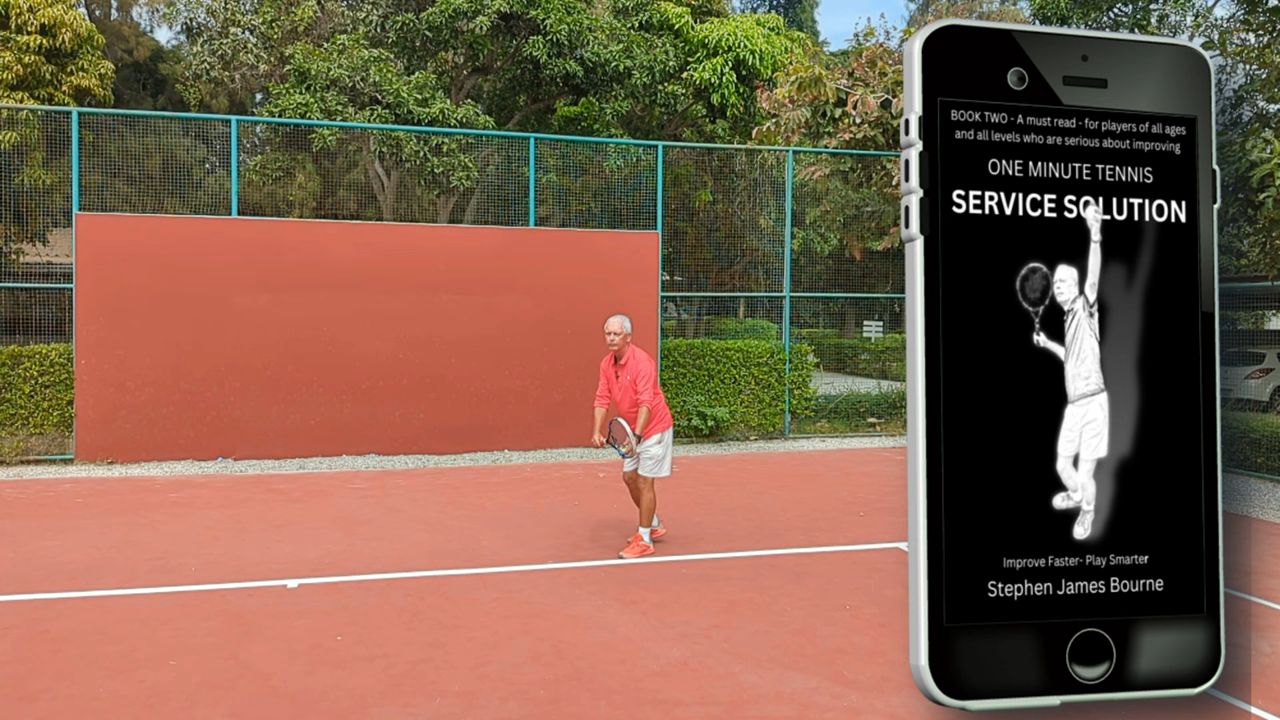 BOOK TWO - A must read - for players of all ages
and all levels who are serious about improving
ONE MINUTE TENNIS
SERVICE SOLUTION
Improve Faster- Play Smarter
Stephen James Bourne